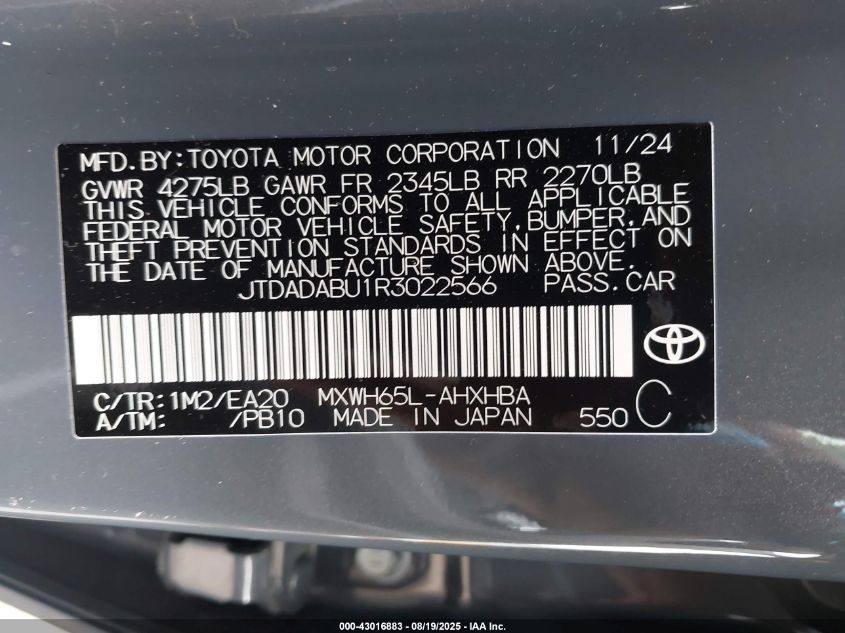 MFD.BY:TOYOTA MOTOR CORPORATION 11/24
GVWR 4275LB GAWR FR 2345LB RR 2270LB
THIS VEHICLE CONFORMS TO ALL APPLICABLE
FEDERAL MOTOR VEHICLE SAFETY,BUMPER,AND
THEFT PREVENTION STANDARDS IN EFFECT ON
THE DATE OF MANUFACTURE SHOWN ABOVE.
JTDADABU1R3022566 PASS.CAR
C/TR:1M2/EA20 MXWH65L-AHXHBA
A/TM: /PB10 MADE IN JAPAN 550 C
000-43016883 - 08/19/2025 - IAA Inc.